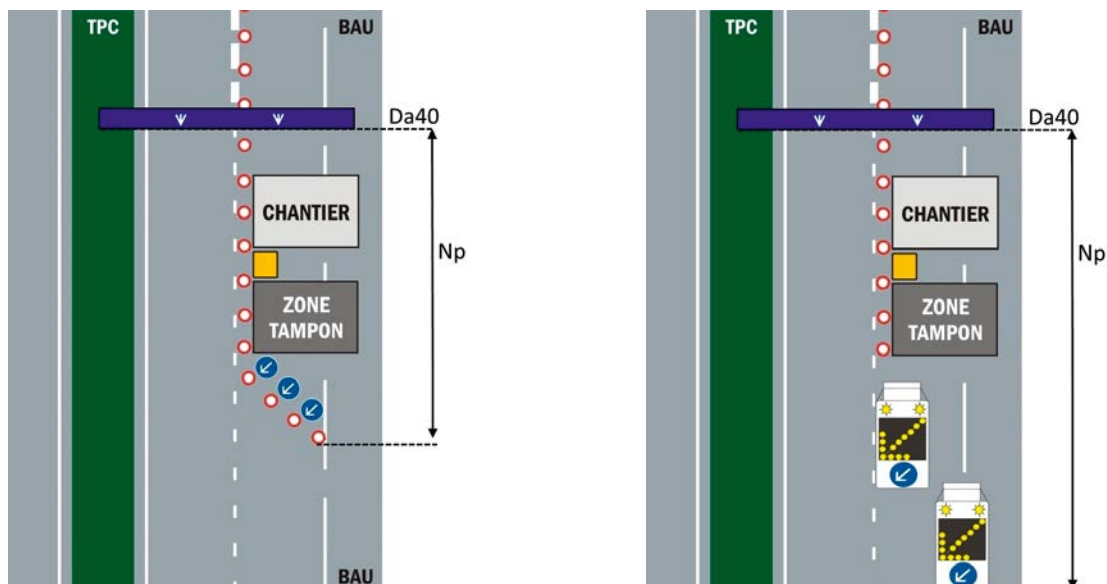 TPC
BAU
Da40
CHANTIER
Np
ZONE
TAMPON
BAU
TPC
BAU
Da40
CHANTIER
Np
ZONE
TAMPON